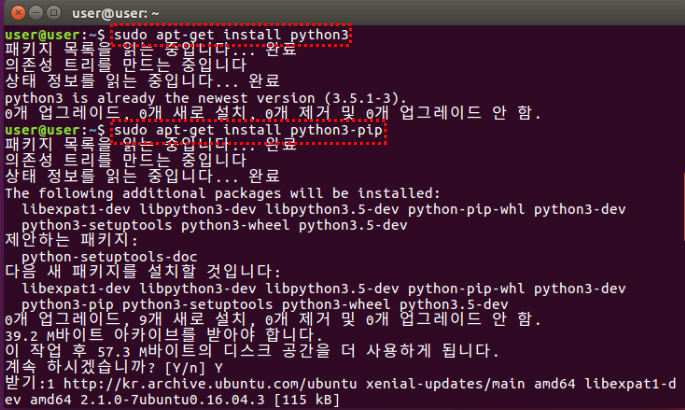 user@user: ~
user@user:~$ sudo apt-get install python3
패키지 목록을 읽는 중입니다... 완료
의존성 트리를 만드는 중입니다
상태 정보를 읽는 중입니다... 완료
python3 is already the newest version (3.5.1-3).
0개 업그레이드, 0개 새로 설치, 0개 제거 및 0개 업그레이드 안 함.
user@user:~$ sudo apt-get install python3-pip
패키지 목록을 읽는 중입니다... 완료
의존성 트리를 만드는 중입니다
상태 정보를 읽는 중입니다... 완료
The following additional packages will be installed:
libexpat1-dev libpython3-dev libpython3.5-dev python-pip-whl python3-dev
python3-setuptools python3-wheel python3.5-dev
제안하는 패키지:
python-setuptools-doc
다음 새 패키지를 설치할 것입니다:
libexpat1-dev libpython3-dev libpython3.5-dev python-pip-whl python3-dev
python3-pip python3-setuptools python3-wheel python3.5-dev
0개 업그레이드, 9개 새로 설치, 0개 제거 및 0개 업그레이드 안 함.
39.2 M바이트 아카이브를 받아야 합니다.
이 작업 후 57.3 M바이트의 디스크 공간을 더 사용하게 됩니다.
계속 하시겠습니까? [Y/n] Y
받기:1 http://kr.archive.ubuntu.com/ubuntu xenial-updates/main amd64 libexpat1-d
ev amd64 2.1.0-7ubuntu0.16.04.3 [115 kB]